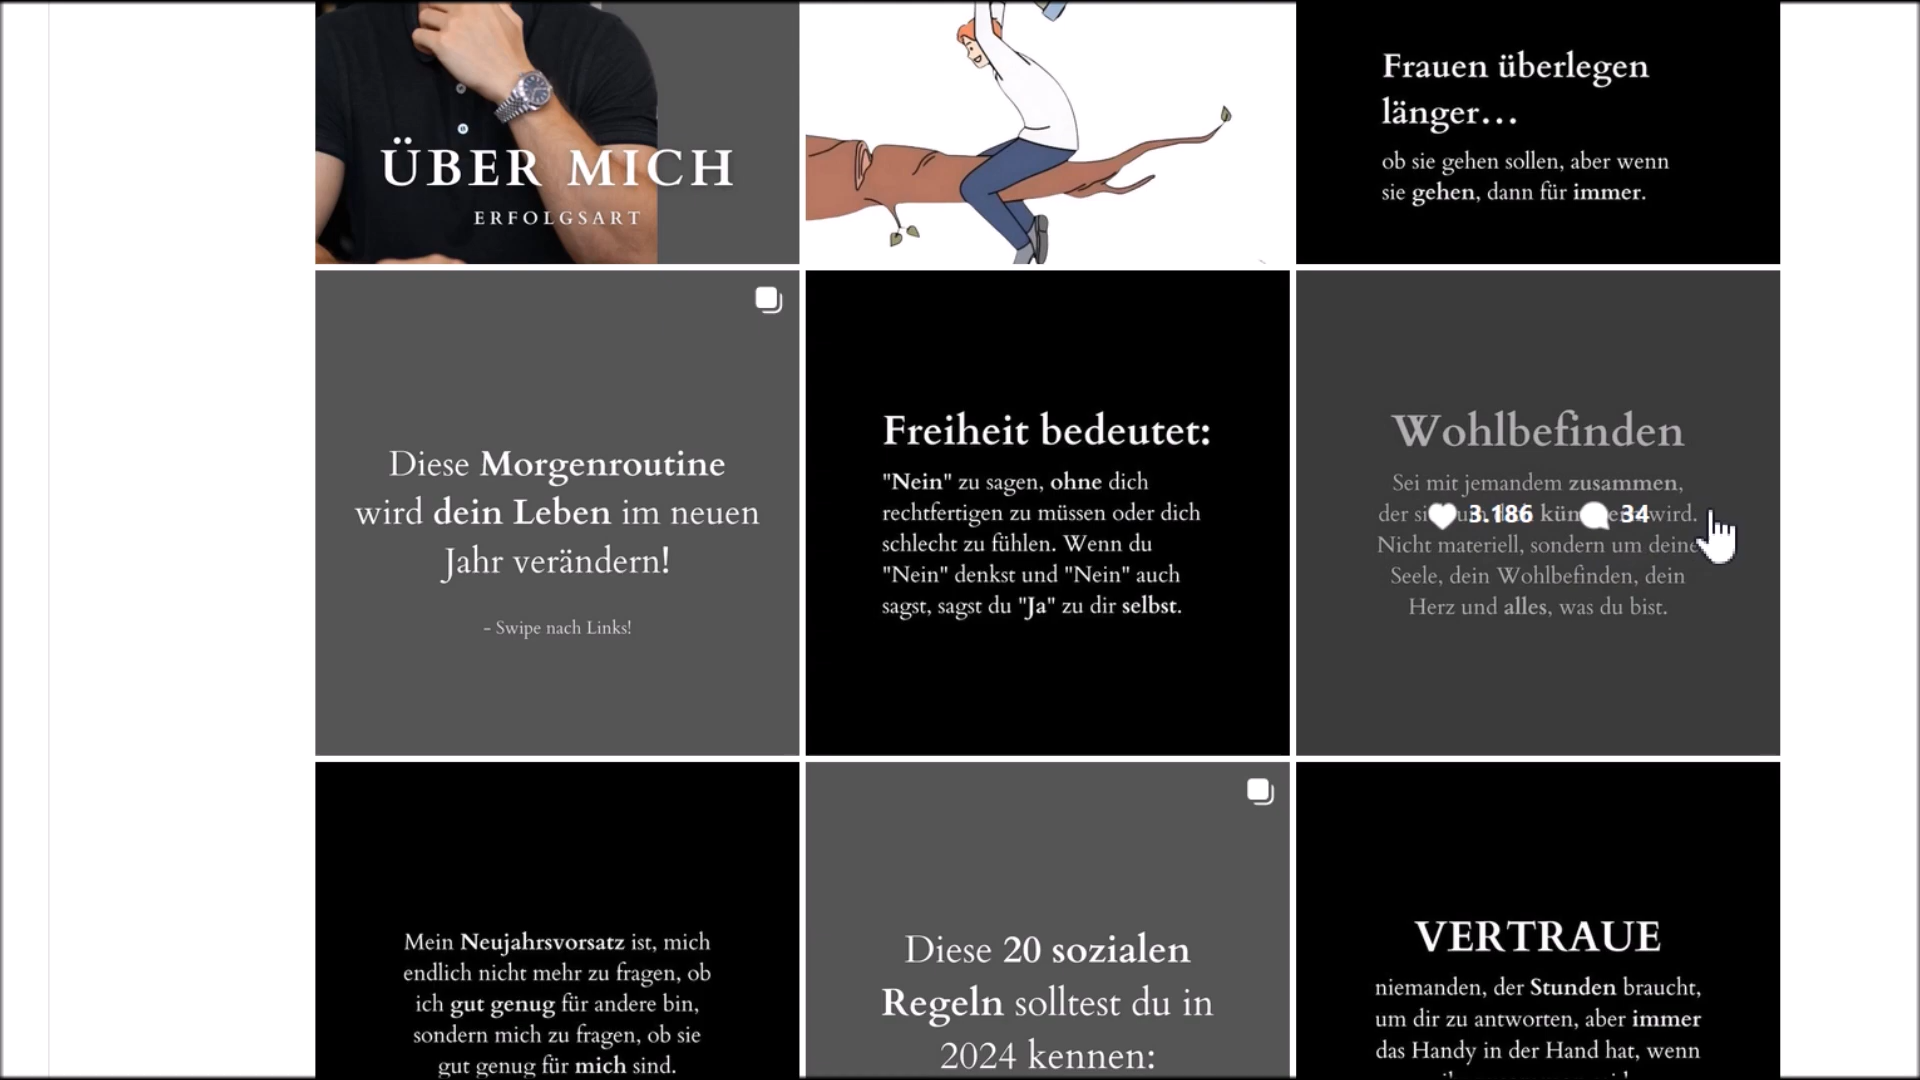 ÜBER MICH
ERFOLGSART
Frauen überlegen
länger…
ob sie gehen sollen, aber wenn
sie gehen, dann für immer.
Diese Morgenroutine
wird dein Leben im neuen
Jahr verändern!
- Swipe nach Links!
Freiheit bedeutet:
"Nein" zu sagen, ohne dich
rechtfertigen zu müssen oder dich
schlecht zu fühlen. Wenn du
"Nein" denkst und "Nein" auch
sagst, sagst du "Ja" zu dir selbst.
Wohlbefinden
Sei mit jemandem zusammen,
der wird.
3.186 34
Nicht materiell, sondern um deine
Seele, dein Wohlbefinden, dein
Herz und alles, was du bist.
Mein Neujahrsvorsatz ist, mich
endlich nicht mehr zu fragen, ob
ich gut genug für andere bin,
sondern mich zu fragen, ob sie
gut genug für mich sind.
Diese 20 sozialen
Regeln solltest du in
2024 kennen:
VERTRAUE
niemanden, der Stunden braucht,
um dir zu antworten, aber immer
das Handy in der Hand hat, wenn